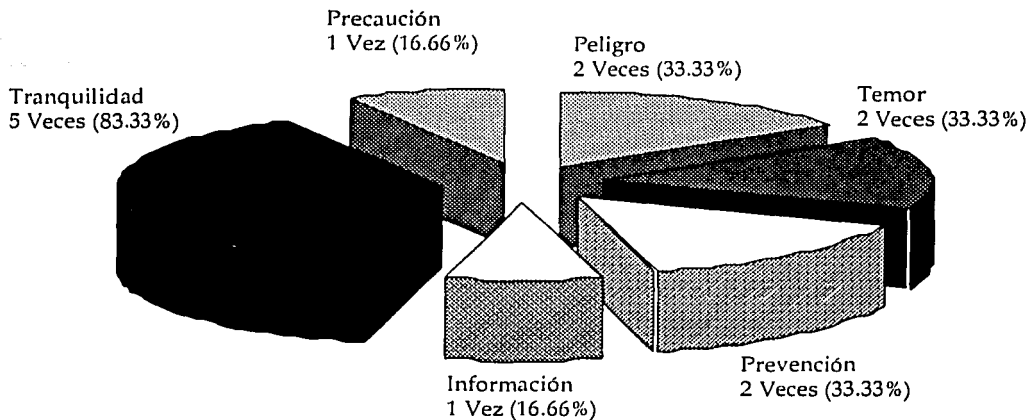 Precaución
1 Vez (16.66%)
Peligro
2 Veces (33.33%)
Tranquilidad
5 Veces (83.33%)
Temor
2 Veces (33.33%)
Prevención
2 Veces (33.33%)
Información
1 Vez (16.66%)